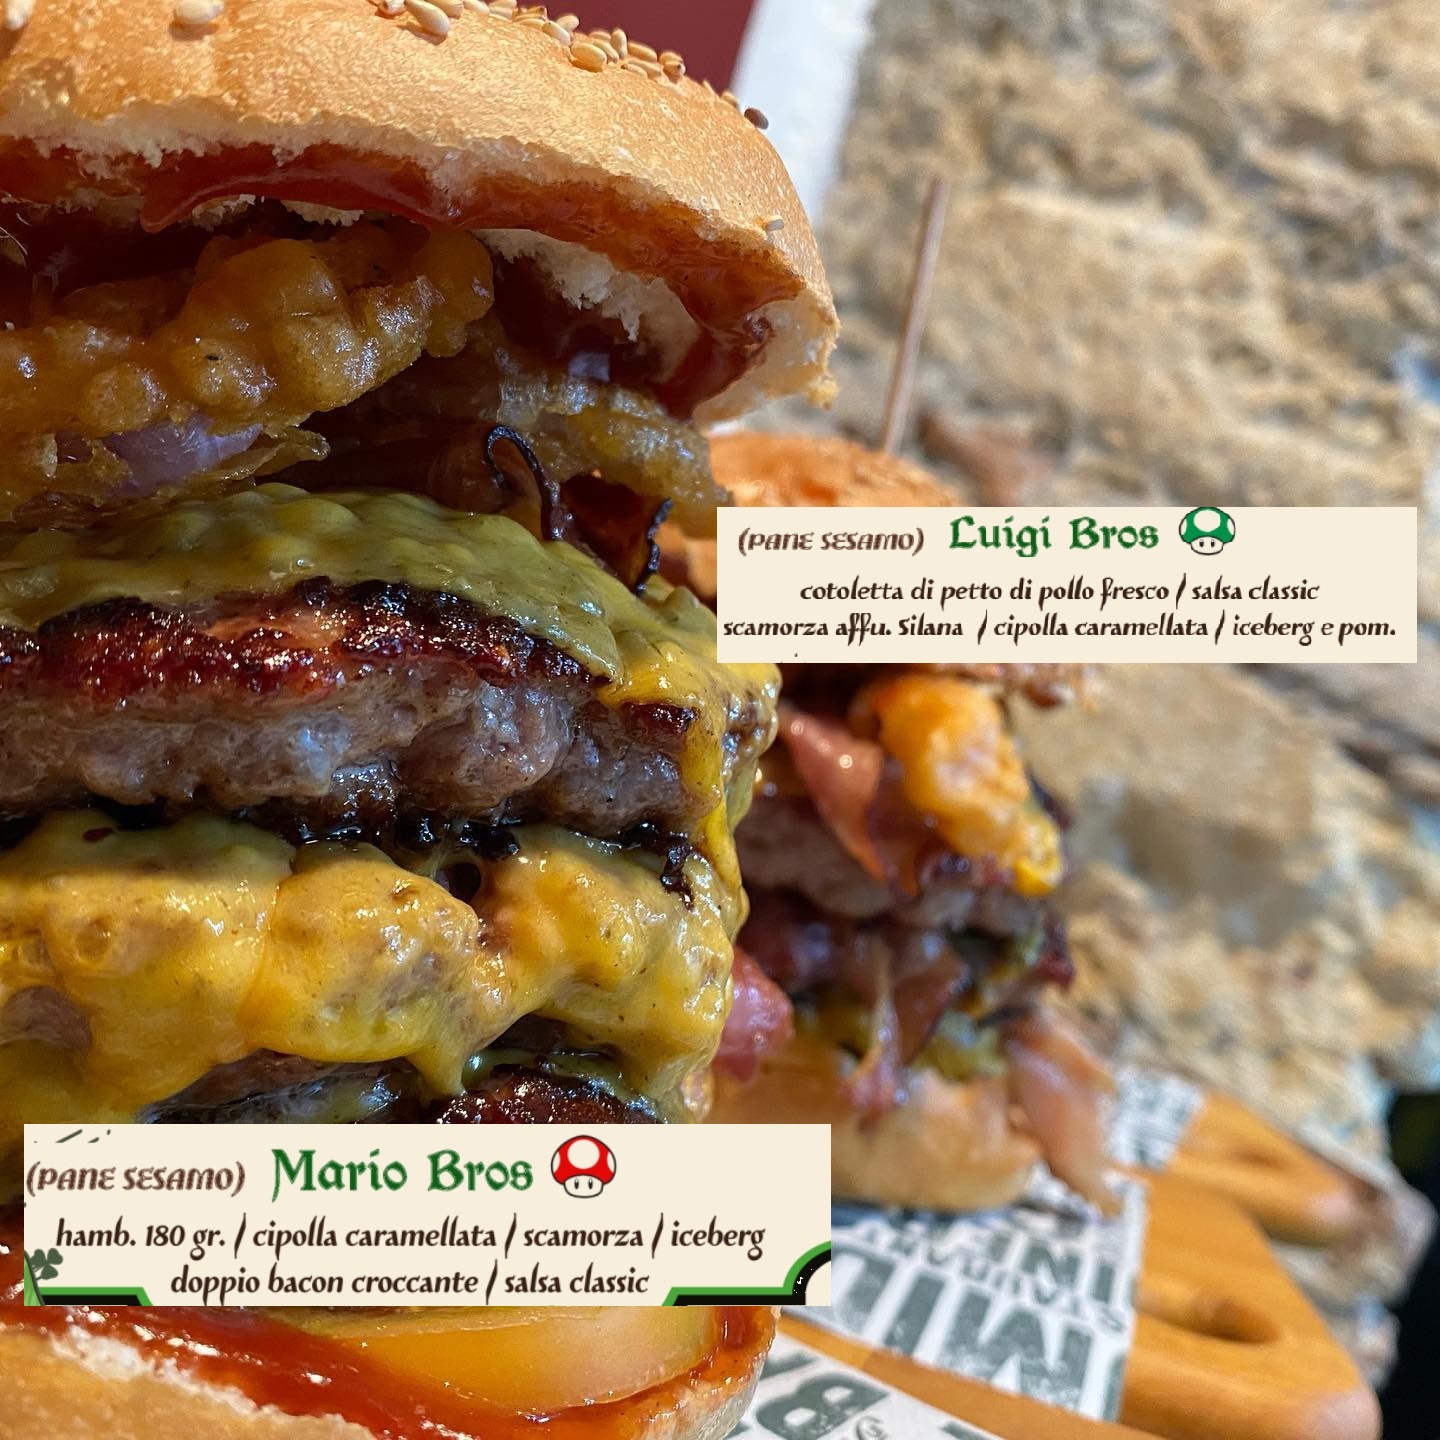 (PANE SESAMO) Luigi Bros
cotoletta di petto di pollo fresco / salsa classic
scamorza affu. Silana / cipolla caramellata / iceberg e pom.
(PANE SESAMO) Mario Bros
hamb. 180 gr. / cipolla caramellata / scamorza / iceberg
doppio bacon croccante / salsa classic